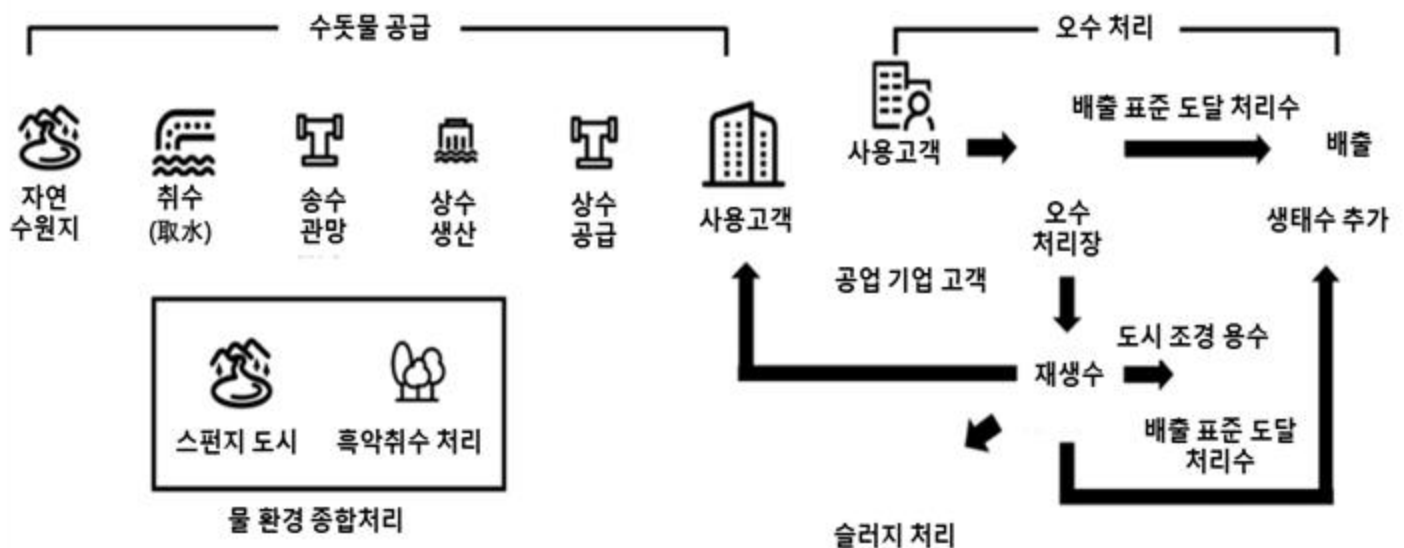 수돗물 공급
자연
수원지
취수
(取水)
송수
관망
상수
생산
상수
공급
사용고객
스펀지 도시
흑악취수 처리
물 환경 종합처리
오수 처리
사용고객
배출 표준 도달 처리수
배출
오수
처리장
생태수 추가
공업 기업 고객
도시 조경 용수
재생수
배출 표준 도달
처리수
슬러지 처리